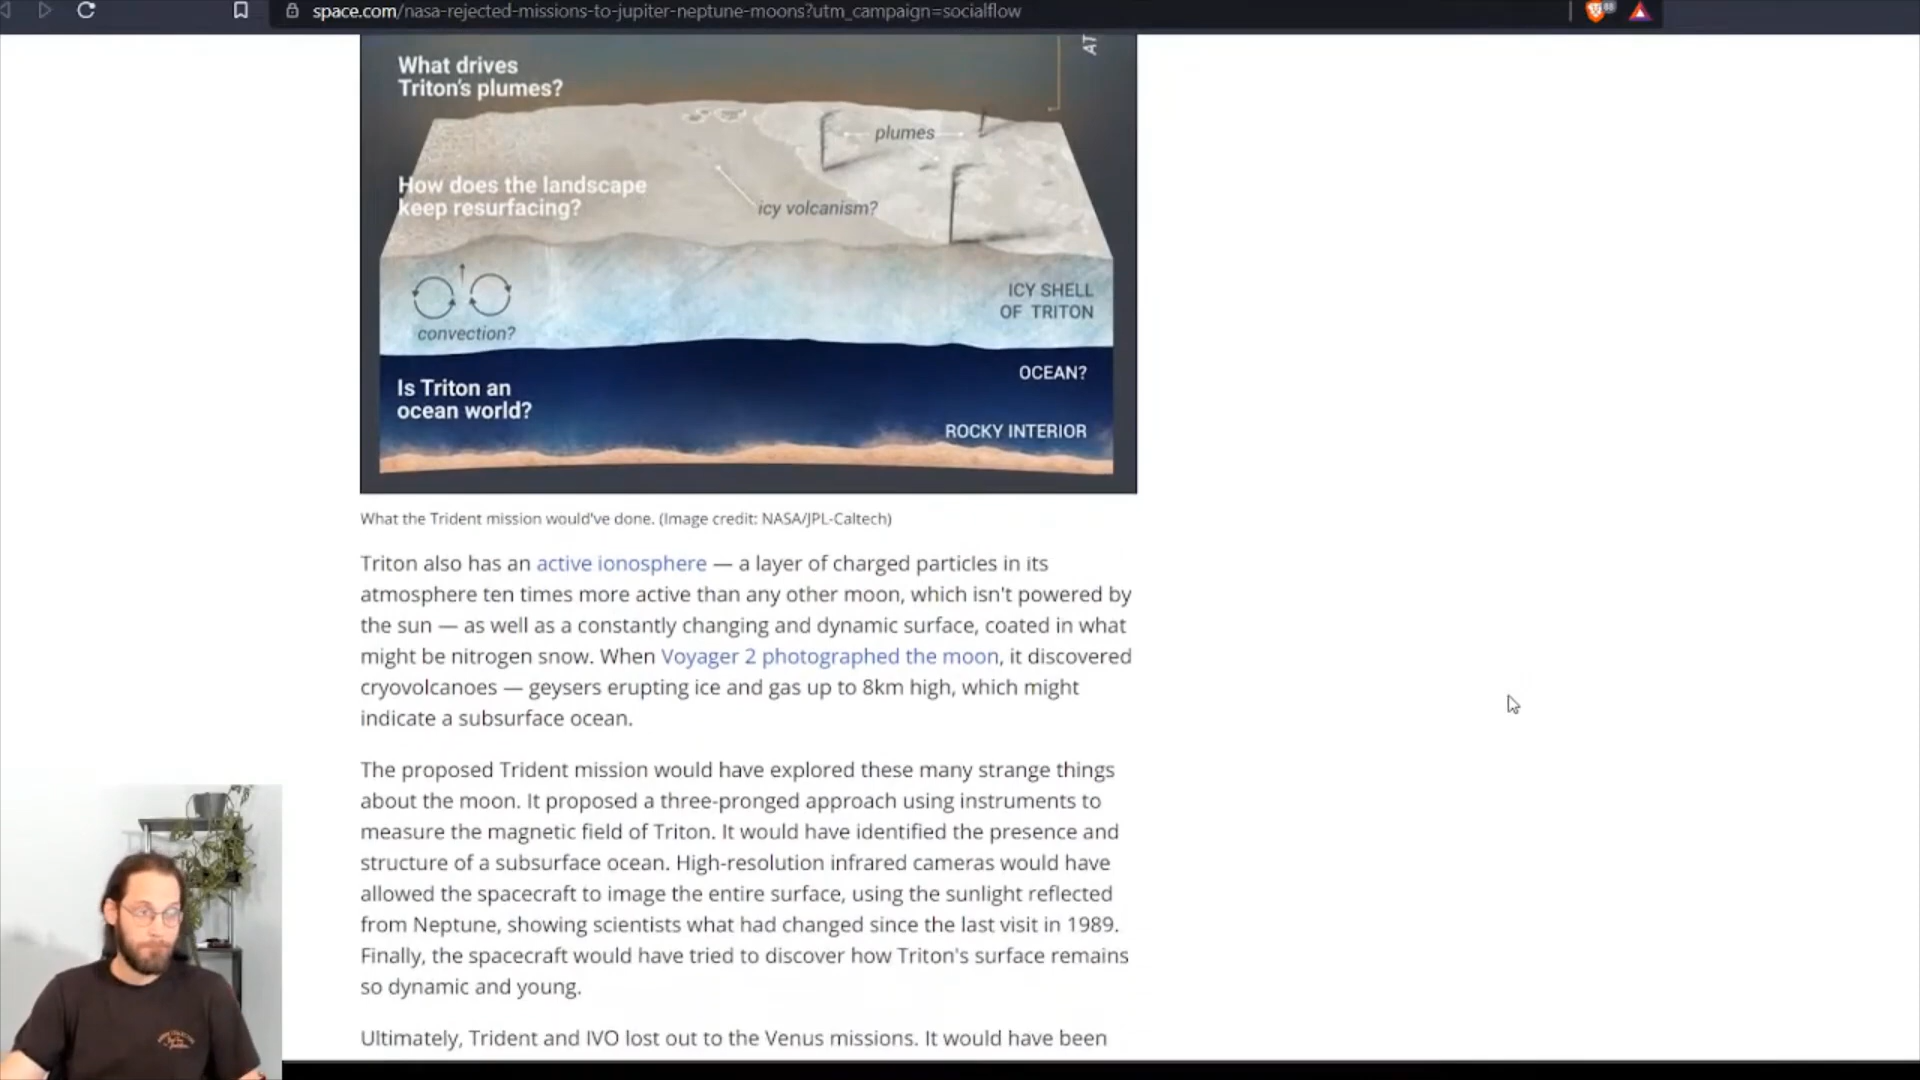 space.com/nasa-rejected-missions-to-jupiter-neptune-moons?utm_campaign=socialflow
88
AT
What drives
Triton's plumes?
plumes
How does the landscape
keep resurfacing?
icy volcanism?
ICY SHELL
OF TRITON
convection?
OCEAN?
Is Triton an
ocean world?
ROCKY INTERIOR
What the Trident mission would've done. (Image credit: NASA/JPL-Caltech)
Triton also has an active ionosphere — a layer of charged particles in its
atmosphere ten times more active than any other moon, which isn't powered by
the sun — as well as a constantly changing and dynamic surface, coated in what
might be nitrogen snow. When Voyager 2 photographed the moon, it discovered
cryovolcanoes — geysers erupting ice and gas up to 8km high, which might
indicate a subsurface ocean.
The proposed Trident mission would have explored these many strange things
about the moon. It proposed a three-pronged approach using instruments to
measure the magnetic field of Triton. It would have identified the presence and
structure of a subsurface ocean. High-resolution infrared cameras would have
allowed the spacecraft to image the entire surface, using the sunlight reflected
from Neptune, showing scientists what had changed since the last visit in 1989.
Finally, the spacecraft would have tried to discover how Triton's surface remains
so dynamic and young.
Ultimately, Trident and IVO lost out to the Venus missions. It would have been